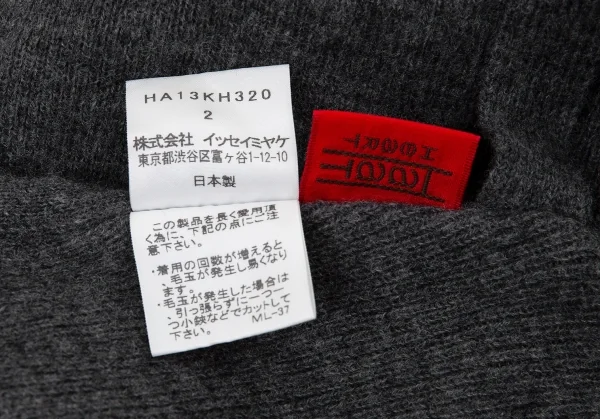 HA13KH320
2
株式会社 イッセイミヤケ
東京都渋谷区富ヶ谷1-12-10
日本製
この製品を長く愛用頂
く為に、下記の点にご注
意下さい。
・着用の回数が増えると
毛玉が発生し易くなり
ます。
・毛玉が発生した場合は
、引っ張らずに一つ一
つ小鋏などでカットして
下さい。
ML-37